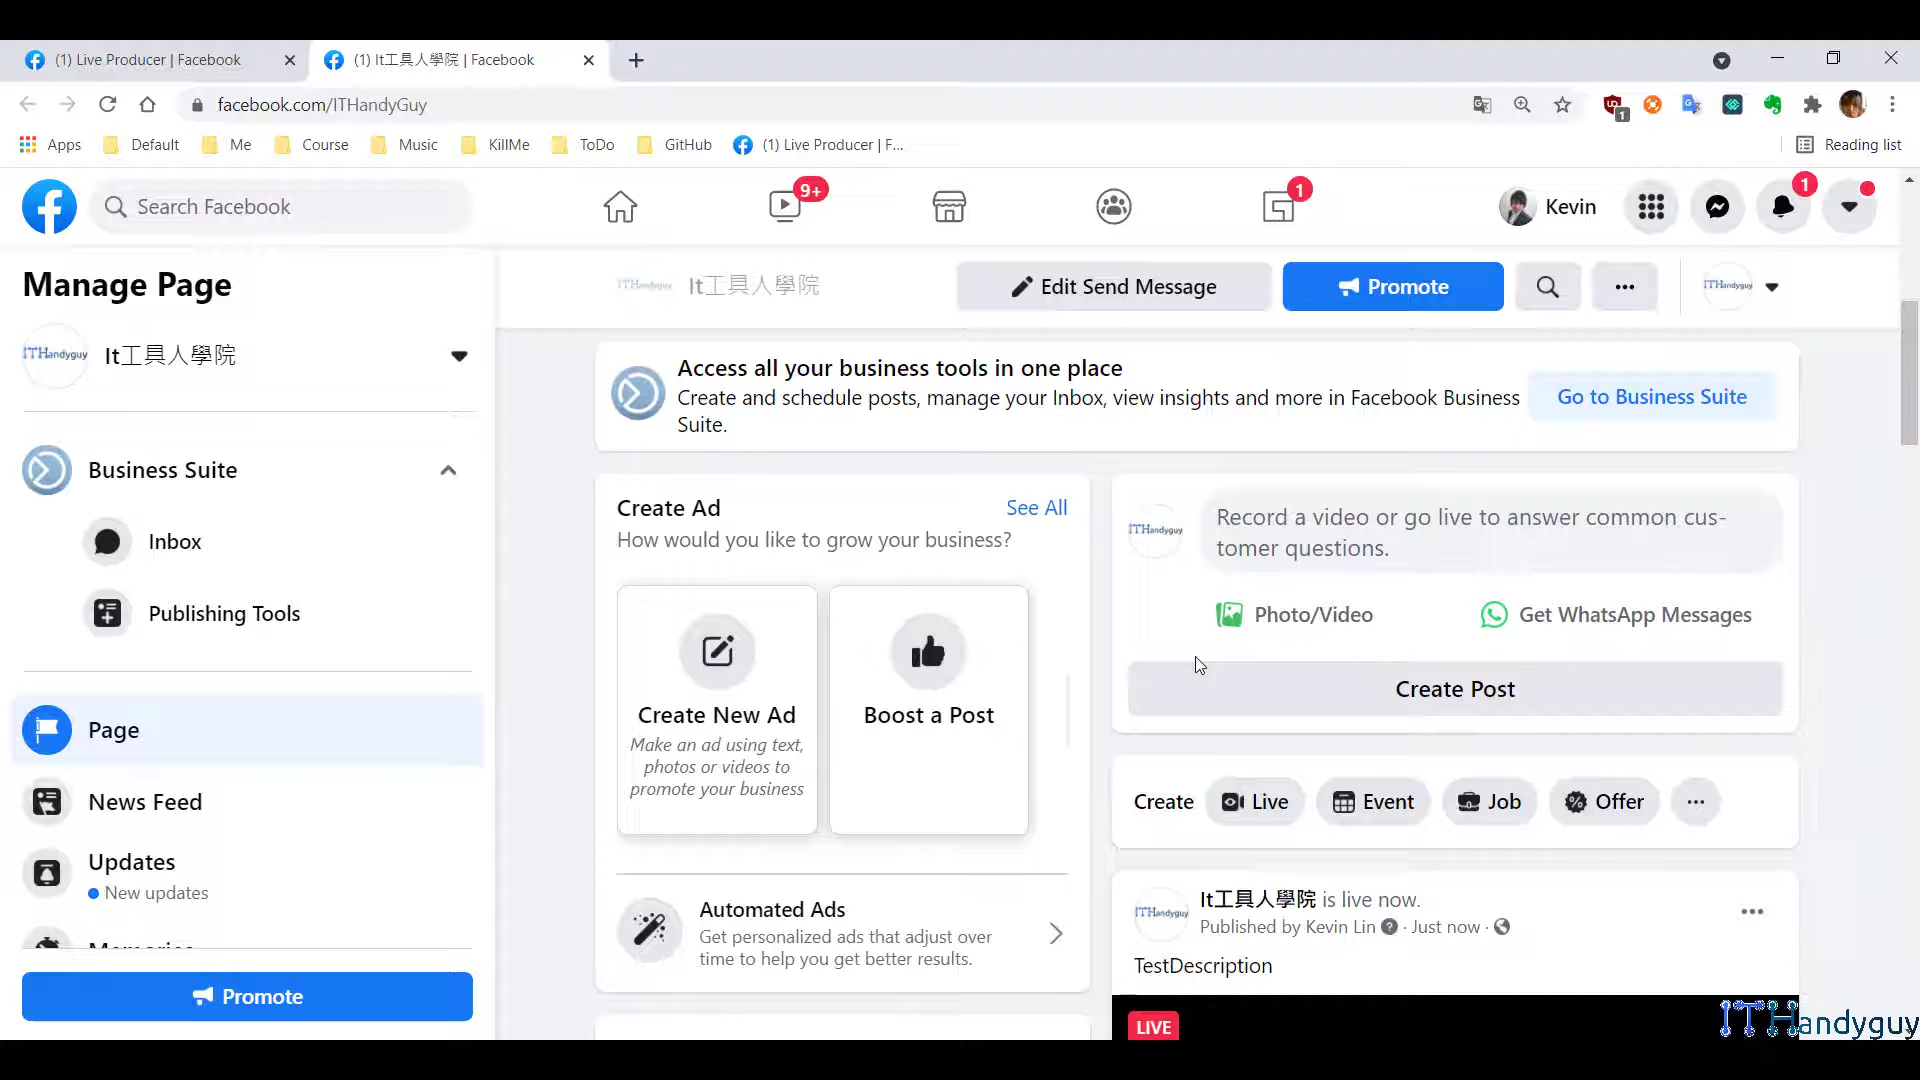 (1) Live Producer | Facebook
(1) It工具人學院 | Facebook
facebook.com/ITHandyGuy
1
Apps
Default
Me
Course
Music
KillMe
ToDo
GitHub
(1) Live Producer | F...
Reading list
Search Facebook
9+
1
Kevin
1
Manage Page
ITHandyguy
It工具人學院
Business Suite
Inbox
Publishing Tools
Page
News Feed
Updates
New updates
Memories
Promote
ITHandyguy
It工具人學院
Edit Send Message
Promote
ITHandyguy
Access all your business tools in one place
Create and schedule posts, manage your Inbox, view insights and more in Facebook Business
Suite.
Go to Business Suite
Create Ad
See All
How would you like to grow your business?
Create New Ad
Make an ad using text,
photos or videos to
promote your business
Boost a Post
Automated Ads
Get personalized ads that adjust over
time to help you get better results.
ITHandyguy
Record a video or go live to answer common cus-
tomer questions.
Photo/Video
Get WhatsApp Messages
Create Post
Create
Live
Event
Job
Offer
ITHandyguy
It工具人學院 is live now.
Published by Kevin Lin · Just now ·
TestDescription
LIVE
ITHandyguy